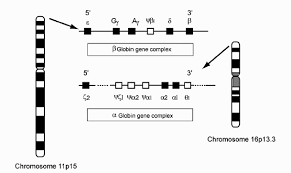 5' 3'
ε Gγ Aγ Ψβ δ β
β Globin gene complex
5' 3'
ζ2 Ψζ1 Ψα2 Ψα1 α2 α1 θ1
α Globin gene complex
Chromosome 16p13.3
Chromosome 11p15